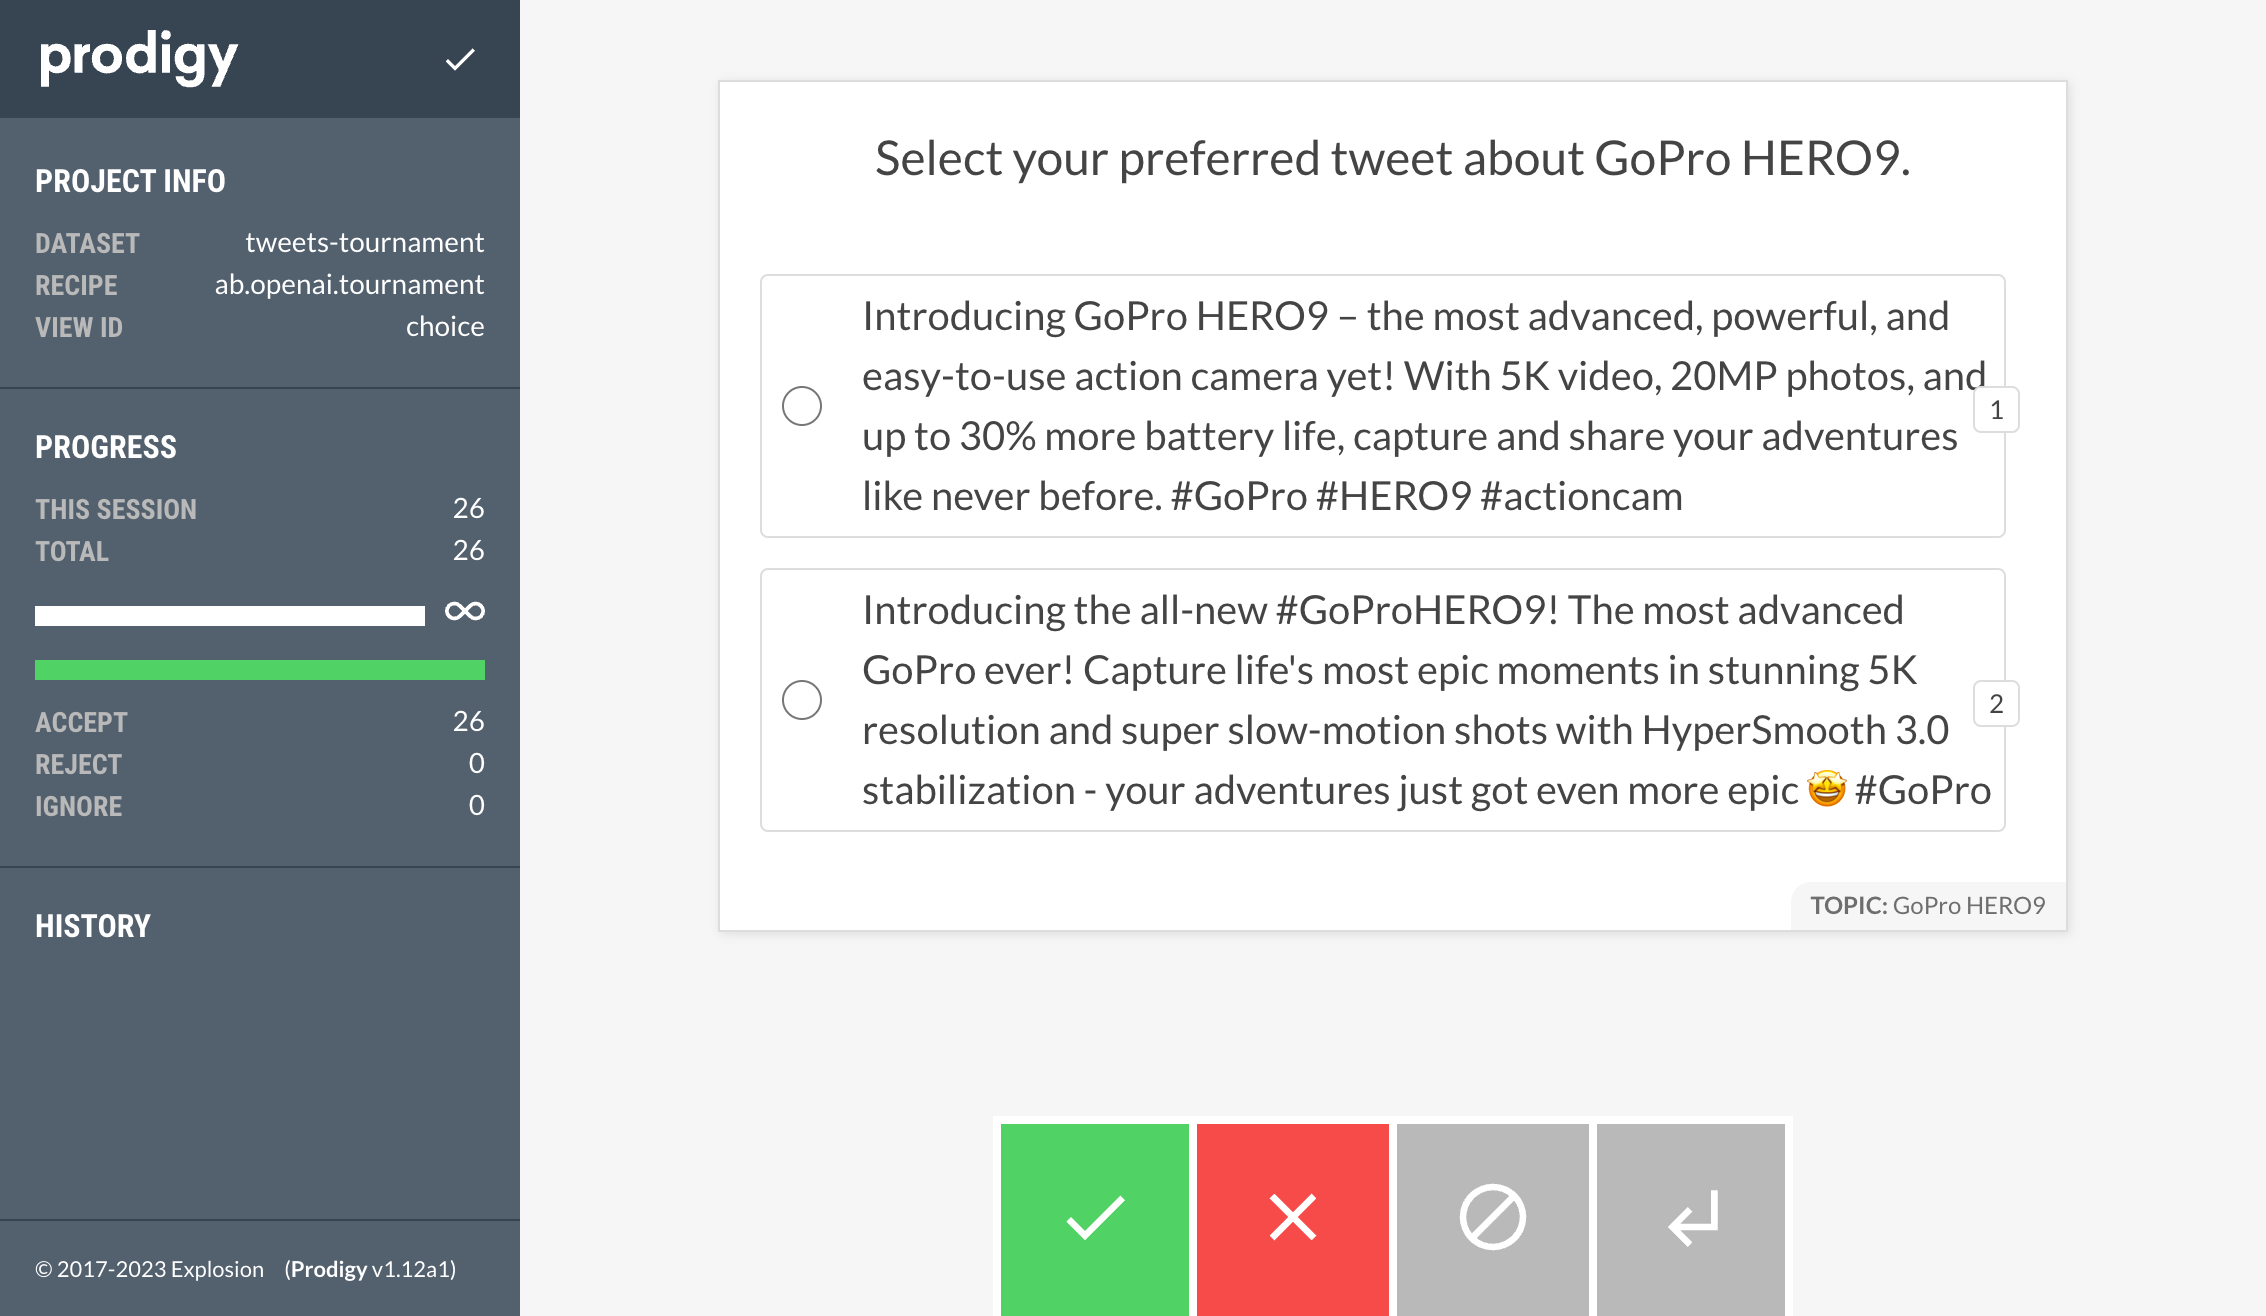 prodigy
PROJECT INFO
DATASET tweets-tournament
RECIPE ab.openai.tournament
VIEW ID choice
PROGRESS
THIS SESSION 26
TOTAL 26
∞
ACCEPT 26
REJECT 0
IGNORE 0
HISTORY
© 2017-2023 Explosion (Prodigy v1.12a1)
Select your preferred tweet about GoPro HERO9.
Introducing GoPro HERO9 – the most advanced, powerful, and
easy-to-use action camera yet! With 5K video, 20MP photos, and
up to 30% more battery life, capture and share your adventures
like never before. #GoPro #HERO9 #actioncam
1
Introducing the all-new #GoProHERO9! The most advanced
GoPro ever! Capture life's most epic moments in stunning 5K
resolution and super slow-motion shots with HyperSmooth 3.0
stabilization - your adventures just got even more epic 🤩 #GoPro
2
TOPIC: GoPro HERO9